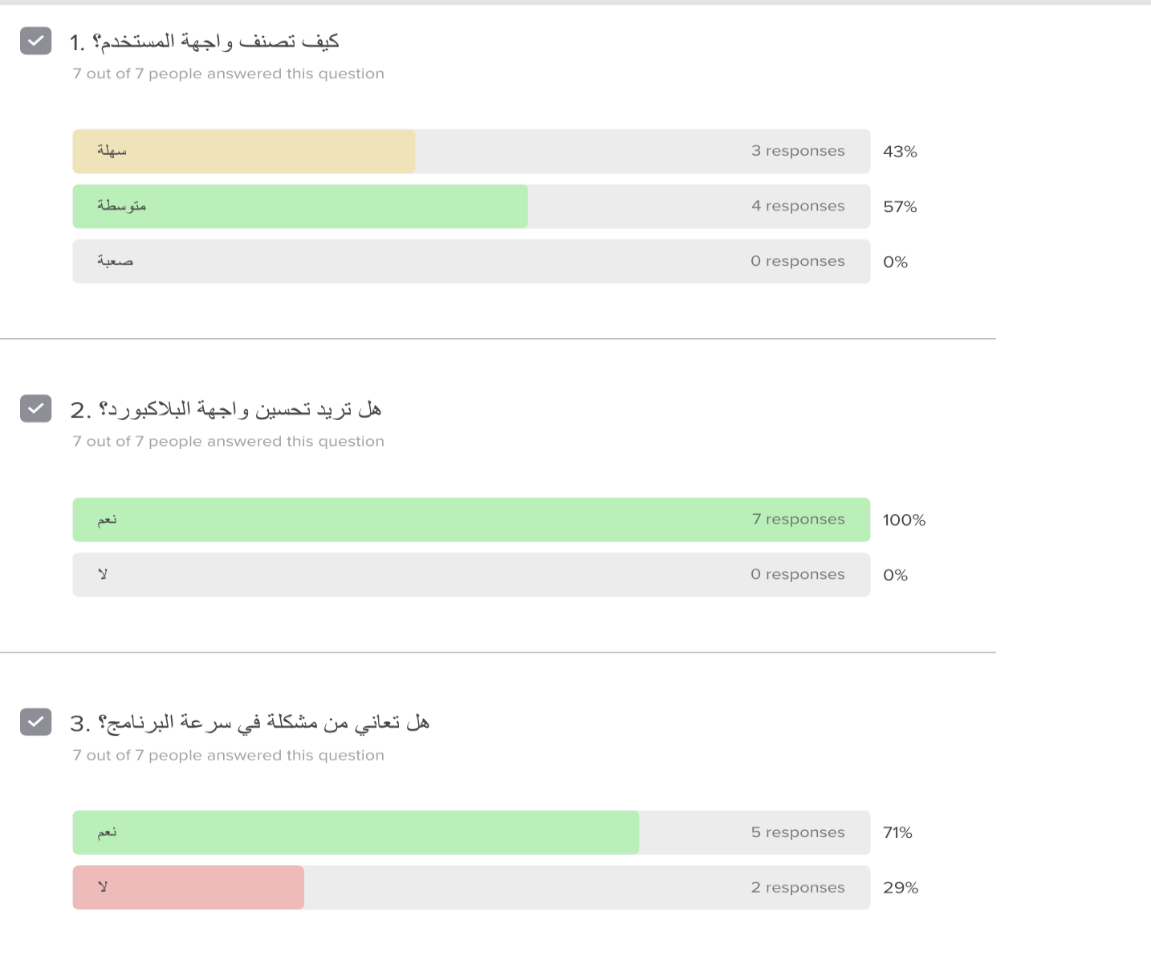 1. كيف تصنف واجهة المستخدم؟
7 out of 7 people answered this question
سهلة 3 responses 43%
متوسطة 4 responses 57%
صعبة 0 responses 0%
2. هل تريد تحسين واجهة البلاكبورد؟
7 out of 7 people answered this question
نعم 7 responses 100%
لا 0 responses 0%
3. هل تعاني من مشكلة في سرعة البرنامج؟
7 out of 7 people answered this question
نعم 5 responses 71%
لا 2 responses 29%